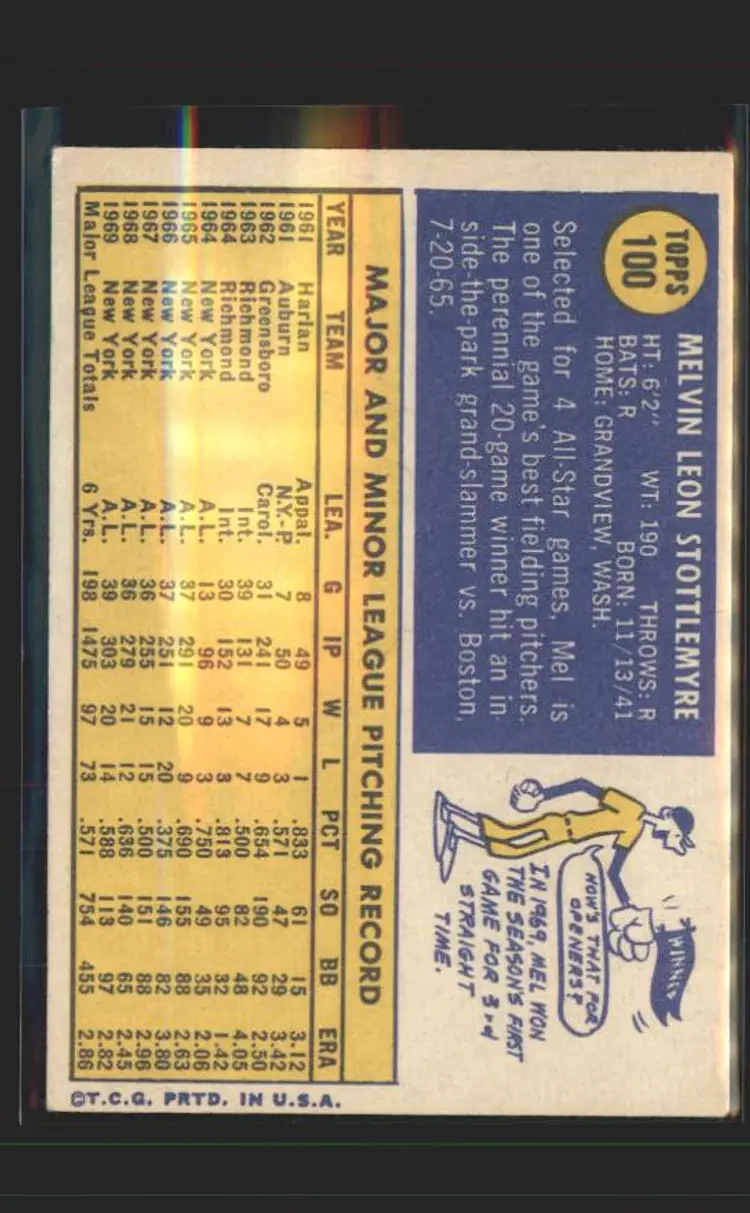 TOPPS
100
MELVIN LEON STOTTLEMYRE
HT: 6'2" WT: 190 THROWS: R
BATS: R BORN: 11/13/41
HOME: GRANDVIEW, WASH.
Selected for 4 All-Star games, Mel is
one of the game's best fielding pitchers.
The perennial 20-game winner hit an in-
side-the-park grand-slammer vs. Boston,
7-20-65.
WINNER
HOW'S THAT FOR
OPENERS?
IN 1969, MEL WON
THE SEASON'S FIRST
GAME FOR 3rd
STRAIGHT
TIME.
MAJOR AND MINOR LEAGUE PITCHING RECORD
YEAR TEAM LEA. G IP W L PCT SO BB ERA
1961 Harlan Appal. 8 49 5 1 .833 61 15 3.12
1961 Auburn N.Y.-P. 7 50 4 3 .571 47 29 3.42
1962 Greensboro Carol. 31 241 17 9 .654 190 92 2.50
1963 Richmond Int. 39 131 7 7 .500 82 48 4.05
1964 Richmond Int. 30 152 13 3 .813 95 32 1.42
1964 New York A.L. 13 96 9 3 .750 49 35 2.06
1965 New York A.L. 37 291 20 9 .690 155 88 2.63
1966 New York A.L. 37 251 12 20 .375 146 82 3.80
1967 New York A.L. 36 255 15 15 .500 151 88 2.96
1968 New York A.L. 36 279 21 12 .636 140 65 2.45
1969 New York A.L. 39 303 20 14 .588 113 97 2.82
Major League Totals 6 Yrs. 198 1475 97 73 .571 754 455 2.86
©T.C.G. PRTD. IN U.S.A.